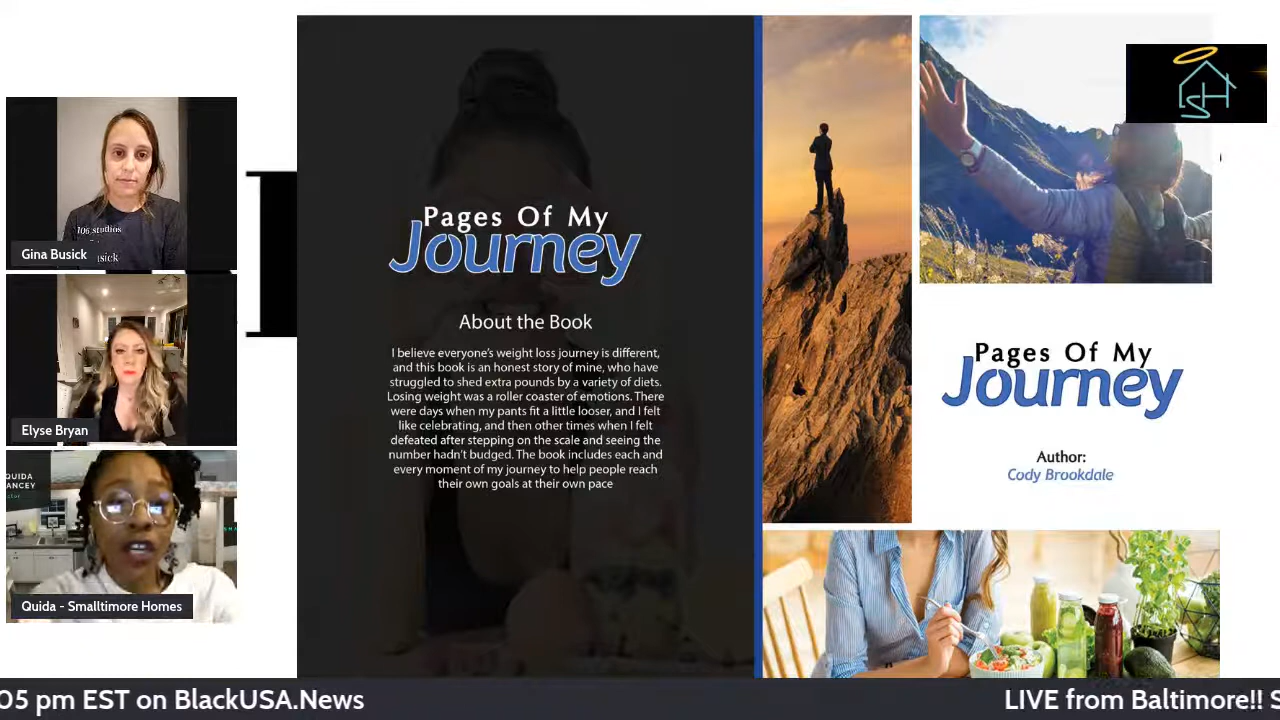 106 studios
sick
Gina Busick
Elyse Bryan
QUIDA
Quida - Smalltimore Homes
Pages Of My
Journey
About the Book
I believe everyone's weight loss journey is different,
and this book is an honest story of mine, who have
struggled to shed extra pounds by a variety of diets.
Losing weight was a roller coaster of emotions. There
were days when my pants fit a little looser, and I felt
like celebrating, and then other times when I felt
defeated after stepping on the scale and seeing the
number hadn't budged. The book includes each and
every moment of my journey to help people reach
their own goals at their own pace
Pages Of My
Journey
Author:
Cody Brookdale
SH
05 pm EST on BlackUSA.News
LIVE from Baltimore!! S